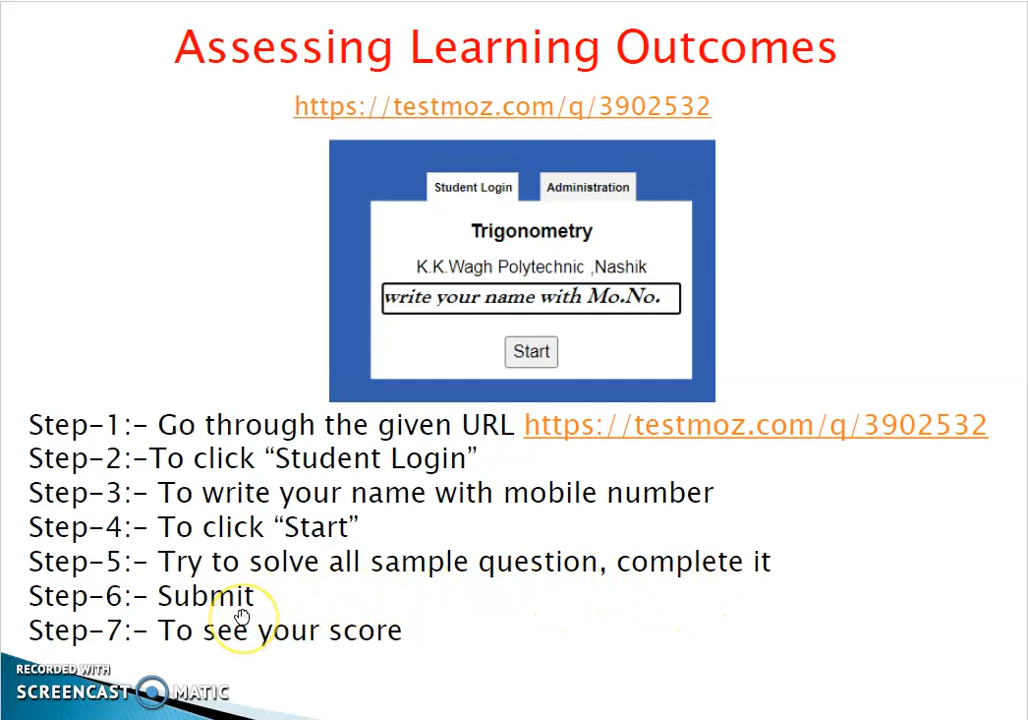 Assessing Learning Outcomes
https://testmoz.com/q/3902532
Student Login Administration
Trigonometry
K.K.Wagh Polytechnic ,Nashik
write your name with Mo.No.
Start
Step-1:- Go through the given URL https://testmoz.com/q/3902532
Step-2:-To click “Student Login”
Step-3:- To write your name with mobile number
Step-4:- To click “Start”
Step-5:- Try to solve all sample question, complete it
Step-6:- Submit
Step-7:- To see your score
RECORDED WITH
SCREENCAST MATIC